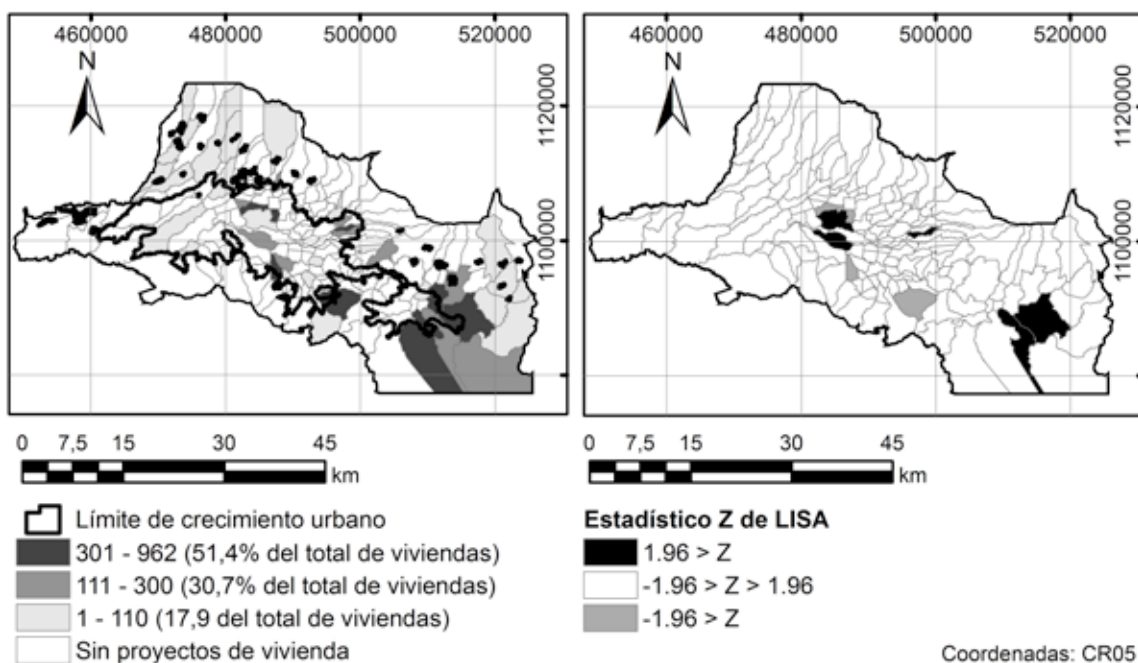 460000 480000 500000 520000
N
1120000
1100000
0 7,5 15 30 45
km
Límite de crecimiento urbano
301 - 962 (51,4% del total de viviendas)
111 - 300 (30,7% del total de viviendas)
1 - 110 (17,9 del total de viviendas)
Sin proyectos de vivienda
460000 480000 500000 520000
N
1120000
1100000
0 7,5 15 30 45
km
Estadístico Z de LISA
1.96 > Z
-1.96 > Z > 1.96
-1.96 > Z
Coordenadas: CR05